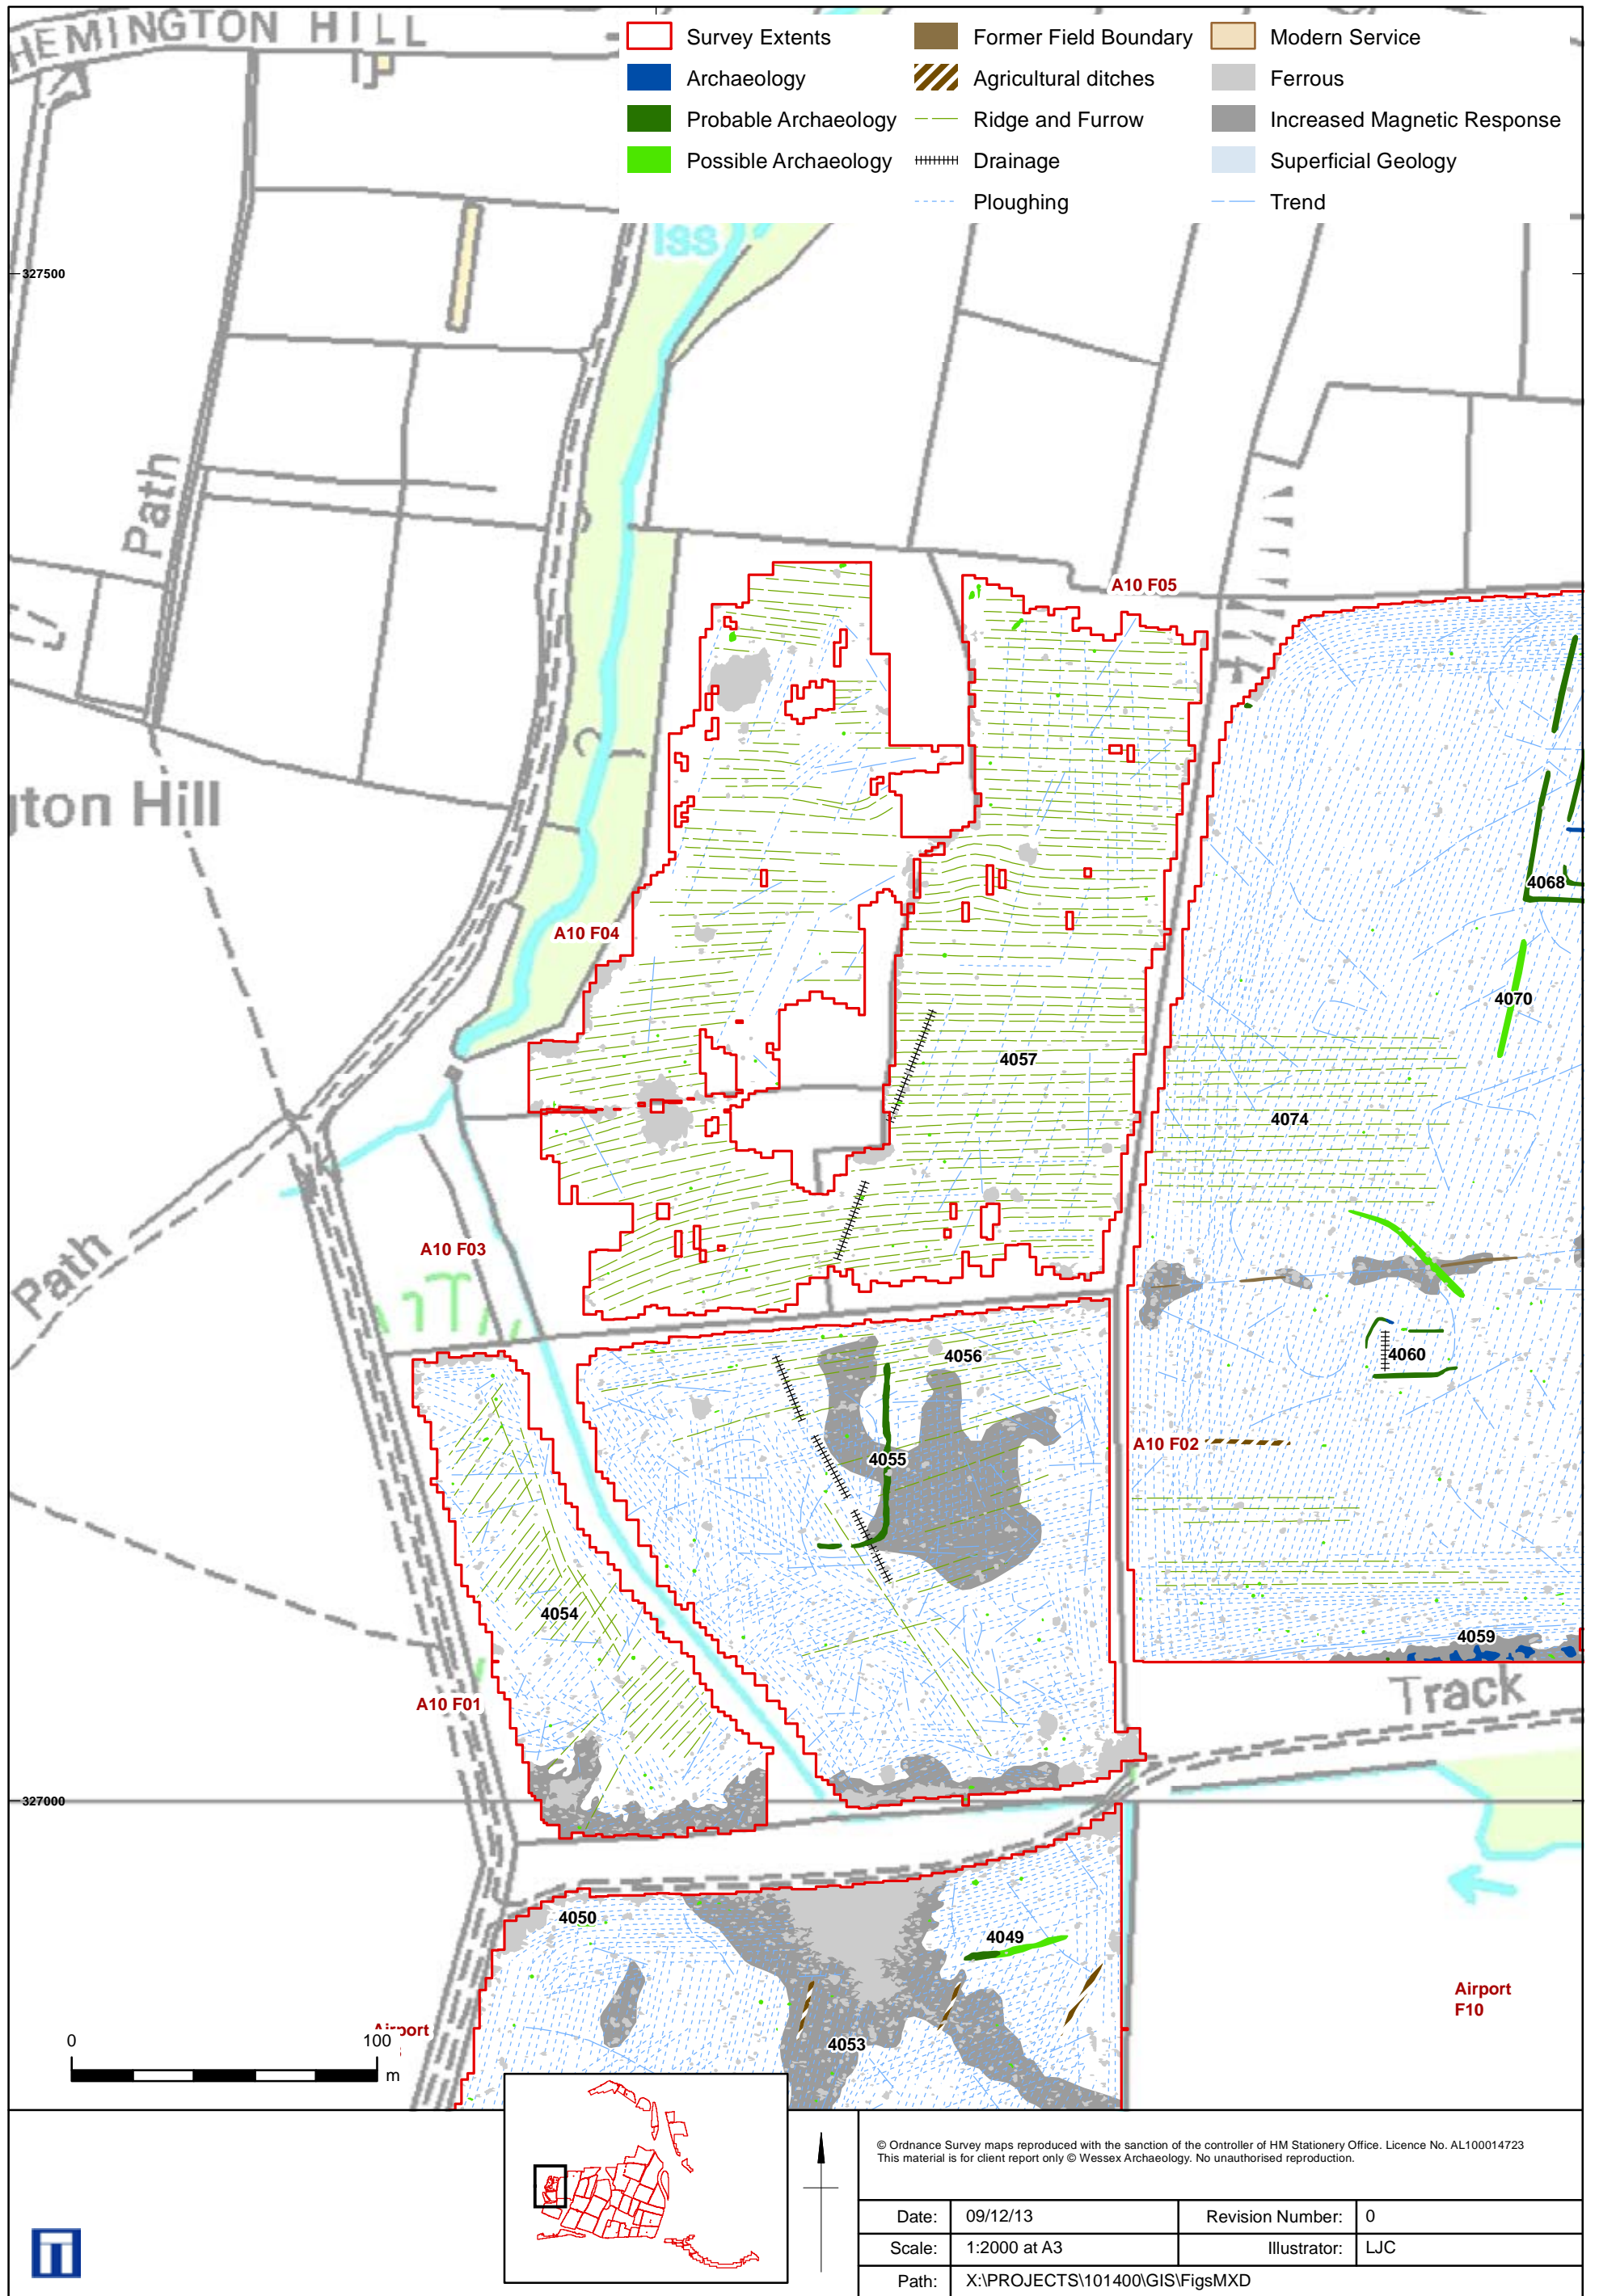 HEMINGTON HILL
Survey Extents
Archaeology
Probable Archaeology
Possible Archaeology
Former Field Boundary
Agricultural ditches
Ridge and Furrow
Drainage
Ploughing
Modern Service
Ferrous
Increased Magnetic Response
Superficial Geology
Trend
Iss
327500
Path
A10 F05
gton Hill
4068
A10 F04
4070
4057
4074
Path
A10 F03
4056
4060
4055
A10 F02
4054
4059
A10 F01
Track
327000
4050
4049
Airport
F10
4053
Airport
0 100
m
© Ordnance Survey maps reproduced with the sanction of the controller of HM Stationery Office. Licence No. AL100014723
This material is for client report only © Wessex Archaeology. No unauthorised reproduction.
Date: 09/12/13 Revision Number: 0
Scale: 1:2000 at A3 Illustrator: LJC
Path: X:\PROJECTS\101400\GIS\FigsMXD